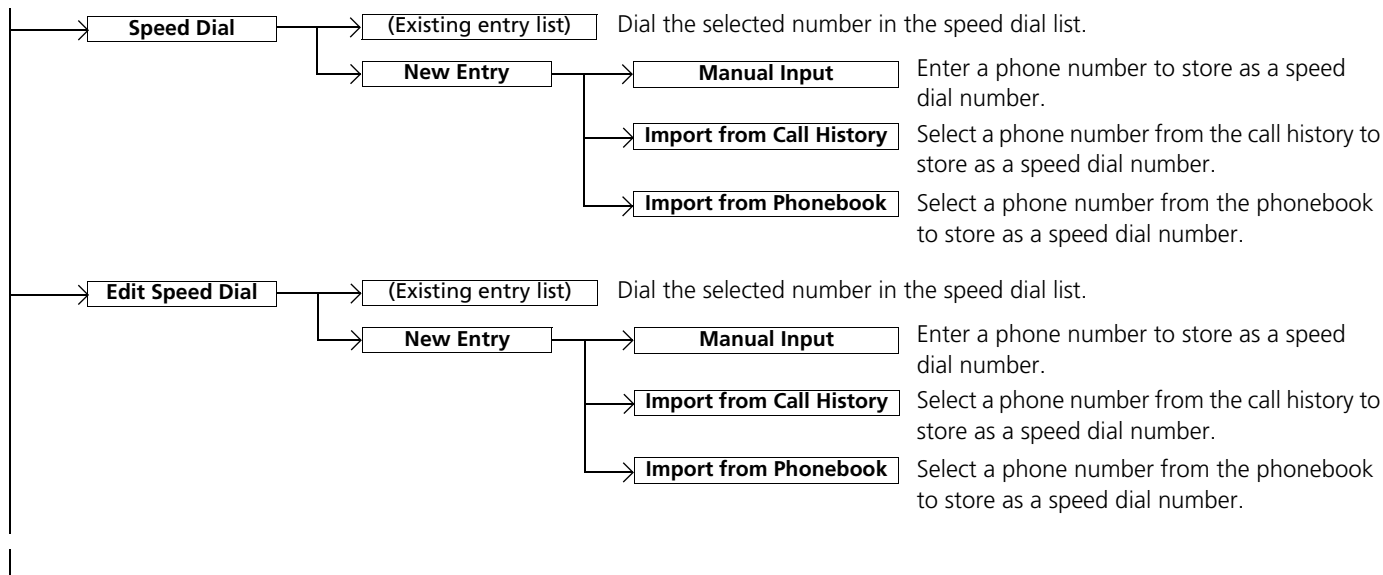 Speed Dial
(Existing entry list)
Dial the selected number in the speed dial list.
New Entry
Manual Input
Enter a phone number to store as a speed
dial number.
Import from Call History
Select a phone number from the call history to
store as a speed dial number.
Import from Phonebook
Select a phone number from the phonebook
to store as a speed dial number.
Edit Speed Dial
(Existing entry list)
Dial the selected number in the speed dial list.
New Entry
Manual Input
Enter a phone number to store as a speed
dial number.
Import from Call History
Select a phone number from the call history to
store as a speed dial number.
Import from Phonebook
Select a phone number from the phonebook
to store as a speed dial number.